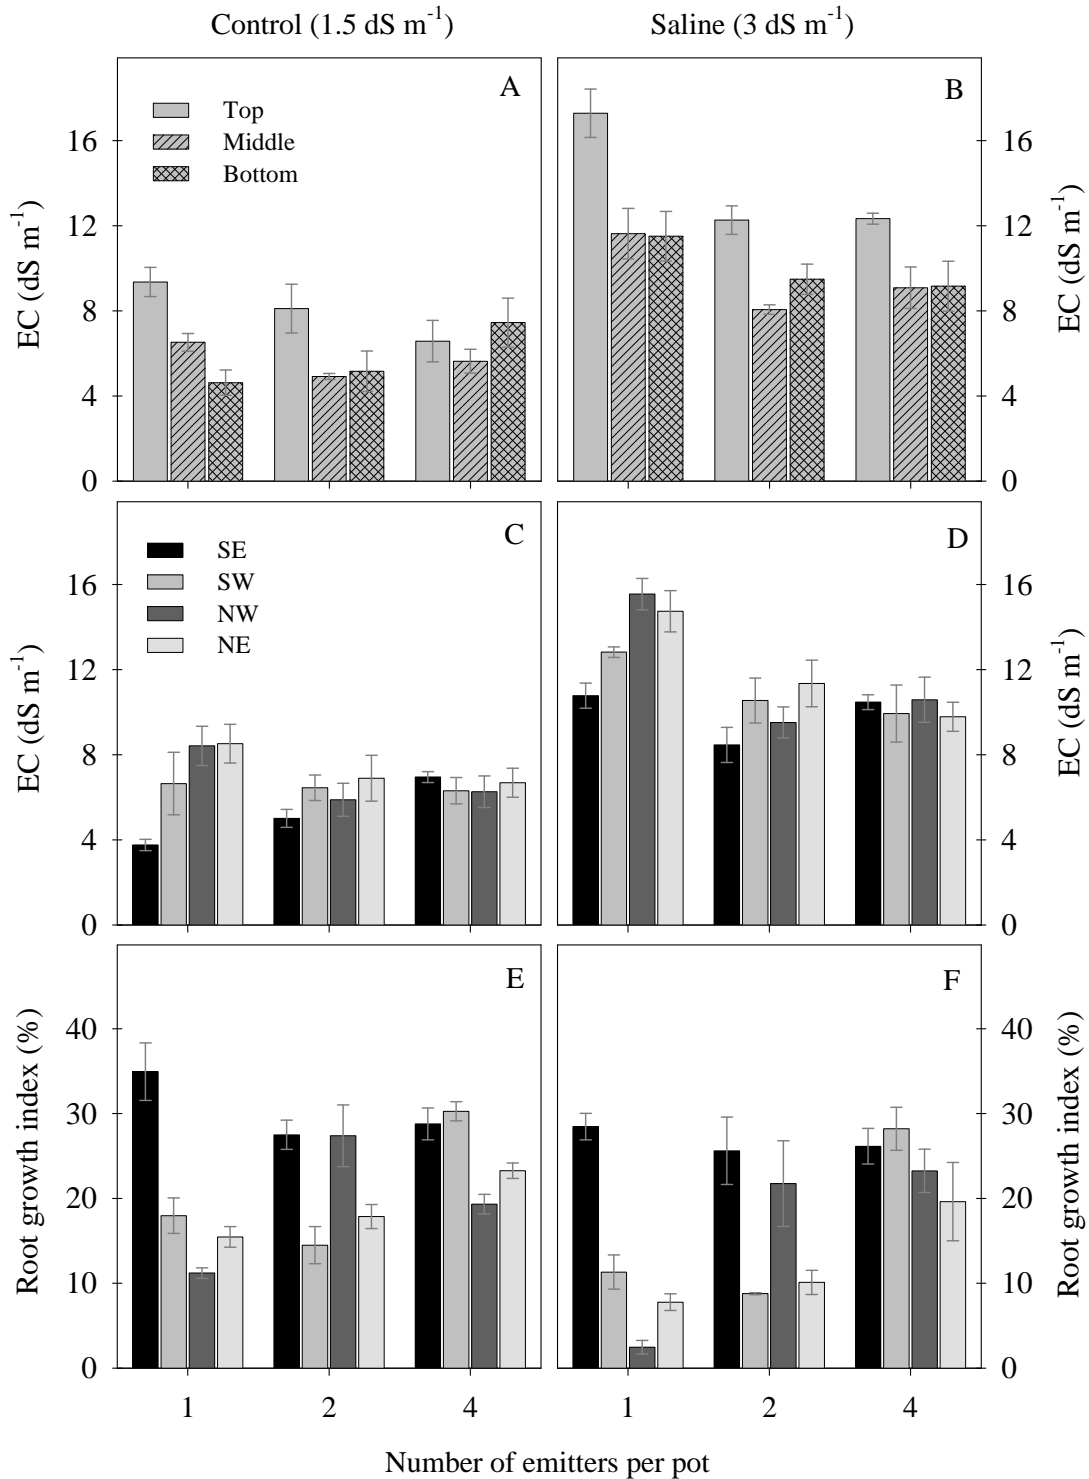 Control (1.5 dS m-1) Saline (3 dS m-1)
A B
Top
Middle
Bottom
16 16
12 12
8 8
4 4
0 0
EC (dS m-1) EC (dS m-1)
C D
SE
SW
NW
NE
16 16
12 12
8 8
4 4
0 0
EC (dS m-1) EC (dS m-1)
E F
40 40
30 30
20 20
10 10
0 0
Root growth index (%) Root growth index (%)
1 2 4 1 2 4
Number of emitters per pot